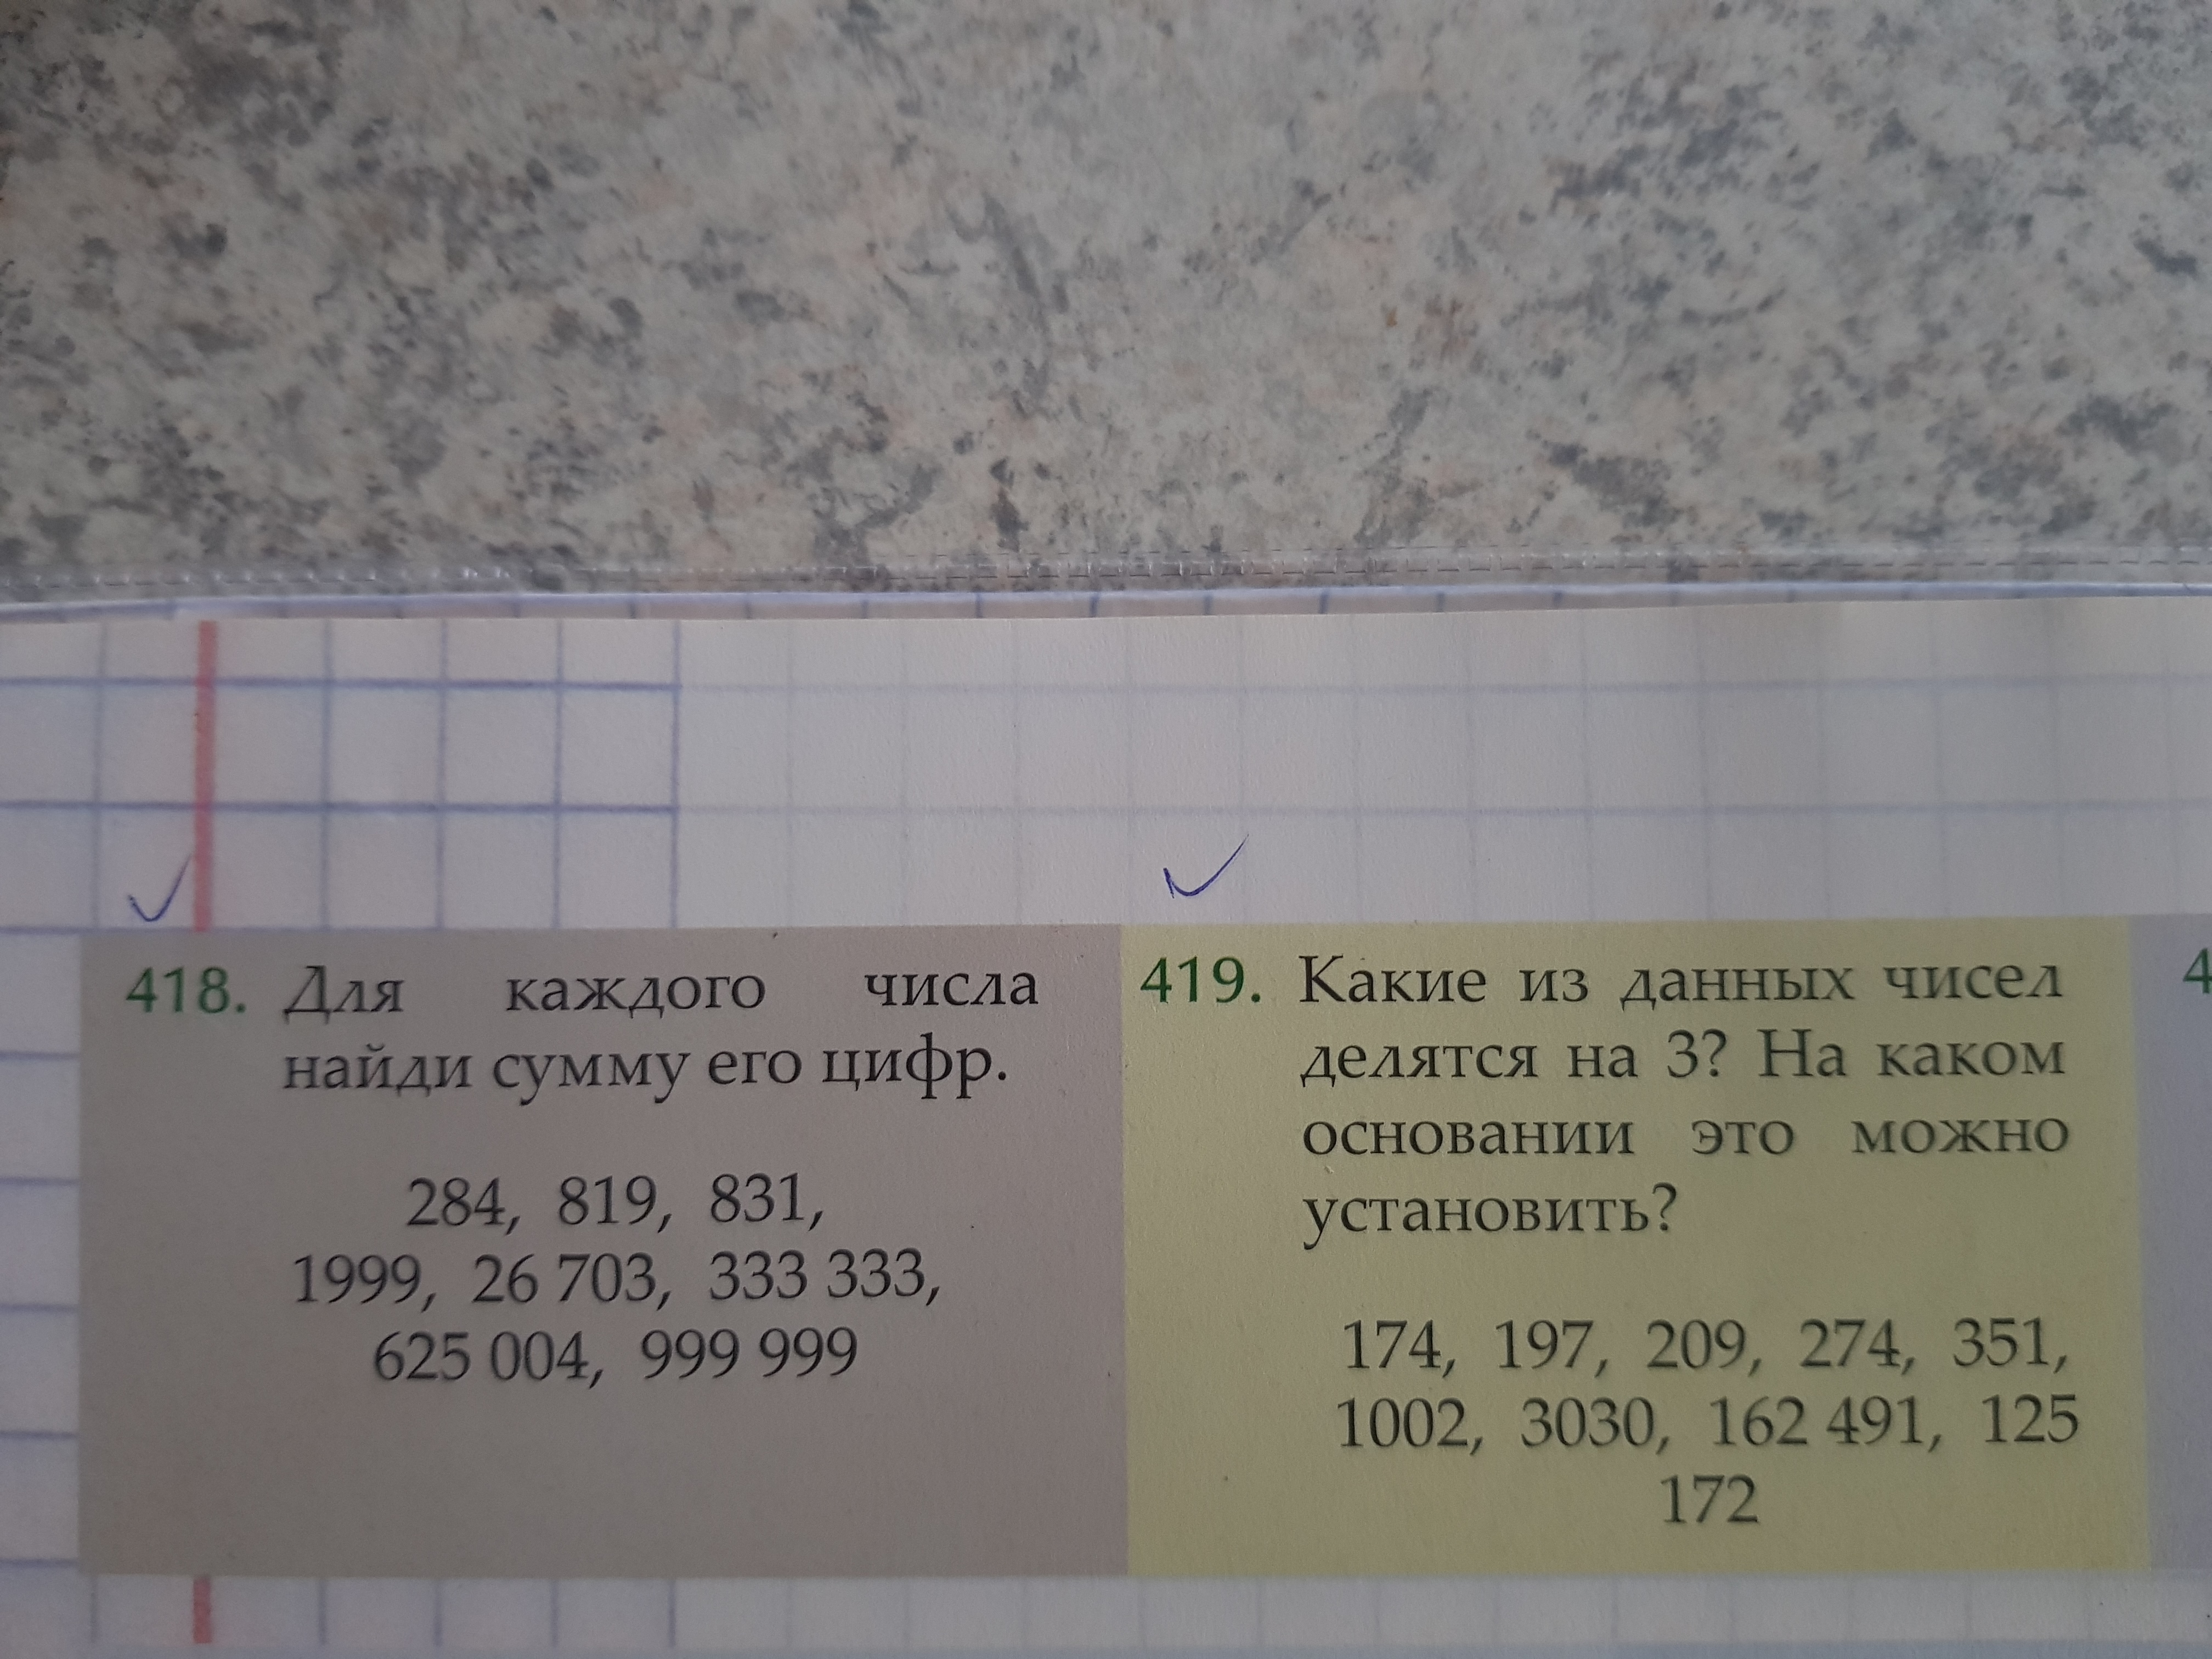 418. Для каждого числа
найди сумму его цифр.
284, 819, 831,
1999, 26 703, 333 333,
625 004, 999 999
419. Какие из данных чисел
делятся на 3? На каком
основании это можно
установить?
174, 197, 209, 274, 351,
1002, 3030, 162 491, 125
172
4